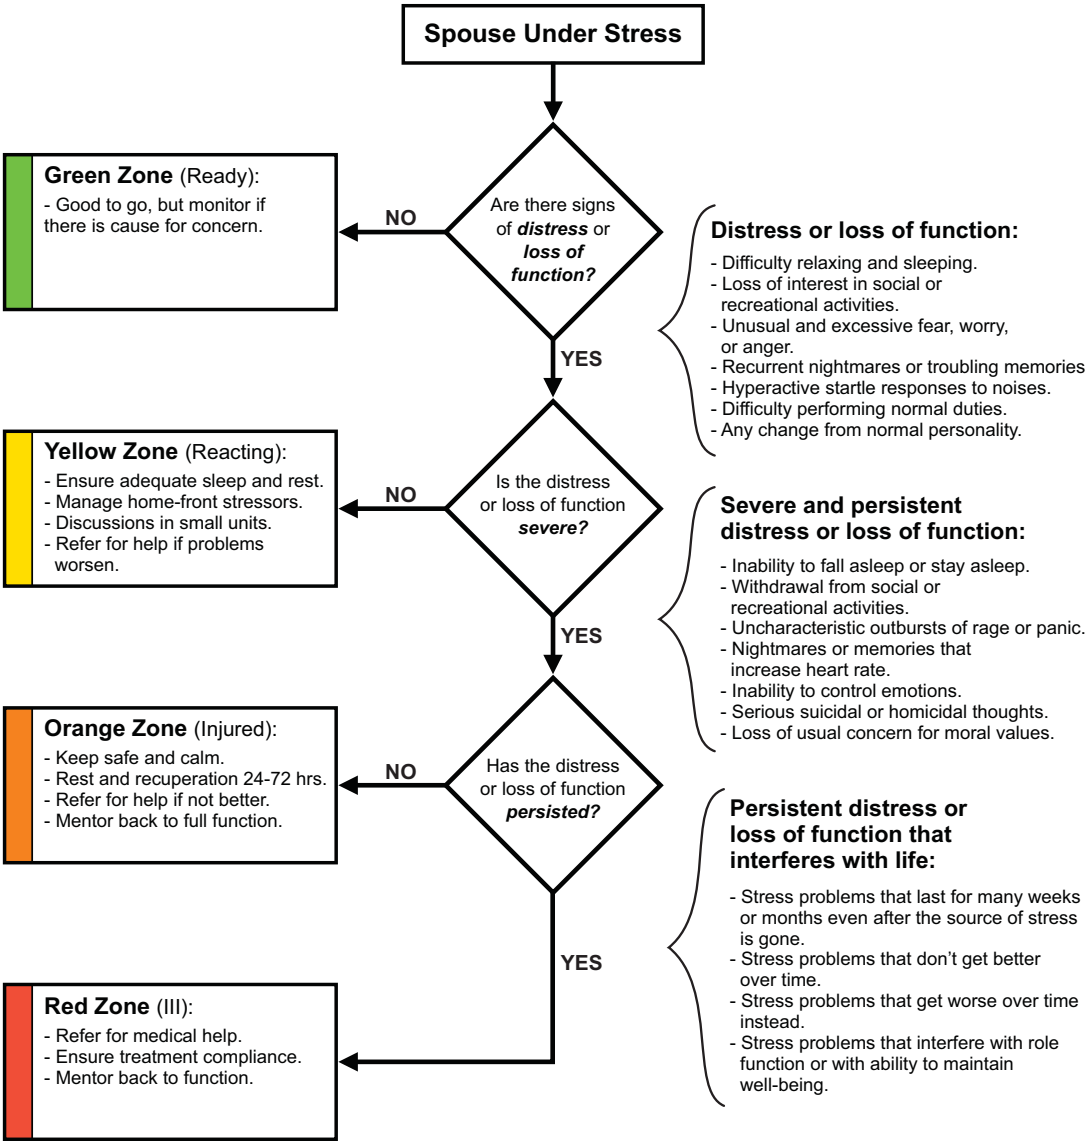 Spouse Under Stress
Are there signs
of distress or
loss of
function?
NO
Green Zone (Ready):
- Good to go, but monitor if
there is cause for concern.
Distress or loss of function:
- Difficulty relaxing and sleeping.
- Loss of interest in social or
recreational activities.
- Unusual and excessive fear, worry,
or anger.
- Recurrent nightmares or troubling memories
- Hyperactive startle responses to noises.
- Difficulty performing normal duties.
- Any change from normal personality.
YES
Is the distress
or loss of function
severe?
NO
Yellow Zone (Reacting):
- Ensure adequate sleep and rest.
- Manage home-front stressors.
- Discussions in small units.
- Refer for help if problems
worsen.
Severe and persistent
distress or loss of function:
- Inability to fall asleep or stay asleep.
- Withdrawal from social or
recreational activities.
- Uncharacteristic outbursts of rage or panic.
- Nightmares or memories that
increase heart rate.
- Inability to control emotions.
- Serious suicidal or homicidal thoughts.
- Loss of usual concern for moral values.
YES
Has the distress
or loss of function
persisted?
NO
Orange Zone (Injured):
- Keep safe and calm.
- Rest and recuperation 24-72 hrs.
- Refer for help if not better.
- Mentor back to full function.
Persistent distress or
loss of function that
interferes with life:
- Stress problems that last for many weeks
or months even after the source of stress
is gone.
- Stress problems that don’t get better
over time.
- Stress problems that get worse over time
instead.
- Stress problems that interfere with role
function or with ability to maintain
well-being.
YES
Red Zone (III):
- Refer for medical help.
- Ensure treatment compliance.
- Mentor back to function.